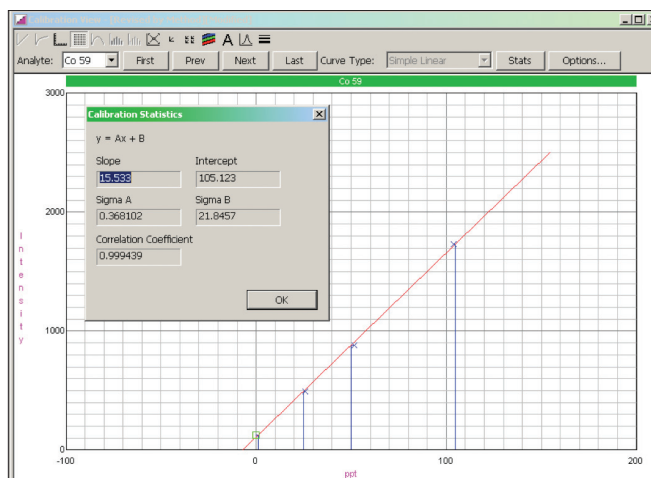 Analyte: Co 59 First Prev Next Last Curve Type: Simple Linear Stats Options...
Co 59
3000
Calibration Statistics
y = Ax + B
Slope Intercept
15.533 105.123
Sigma A Sigma B
0.368102 21.8457
Correlation Coefficient
0.999439
OK
2000
Intensity
1000
0
-100 0 100 200
ppt